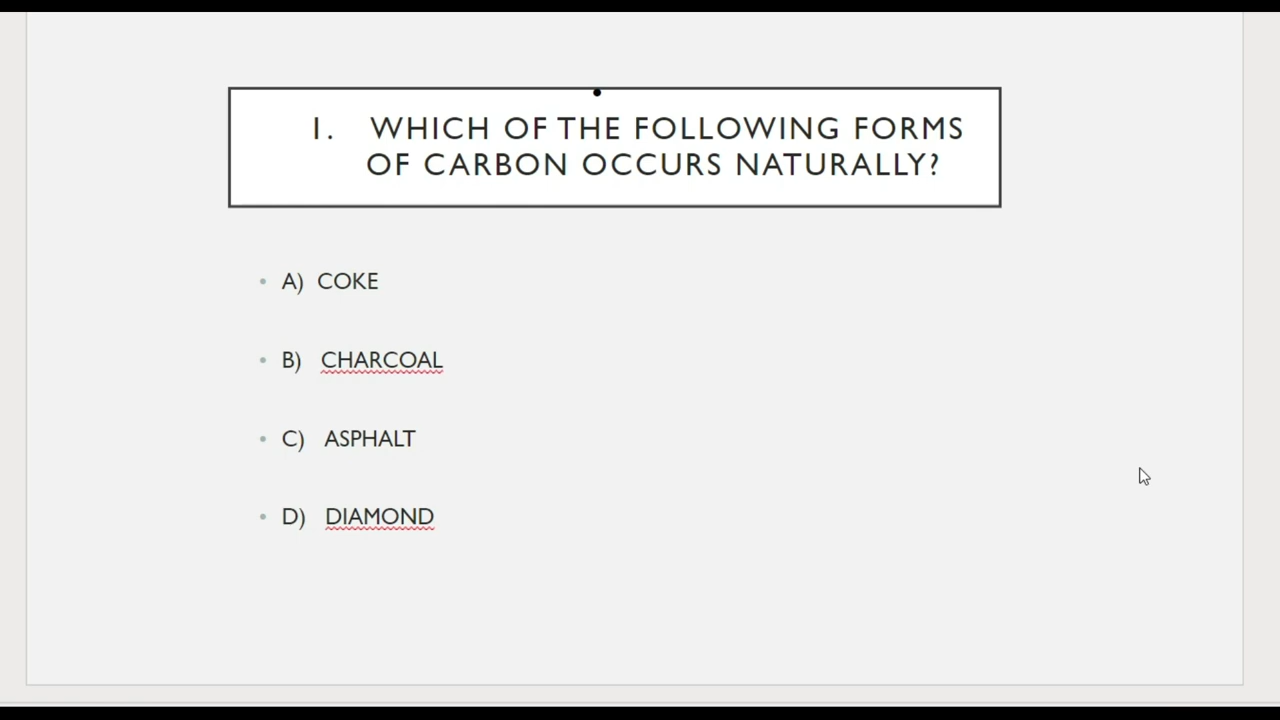 1. WHICH OF THE FOLLOWING FORMS
OF CARBON OCCURS NATURALLY?
• A) COKE
• B) CHARCOAL
• C) ASPHALT
• D) DIAMOND